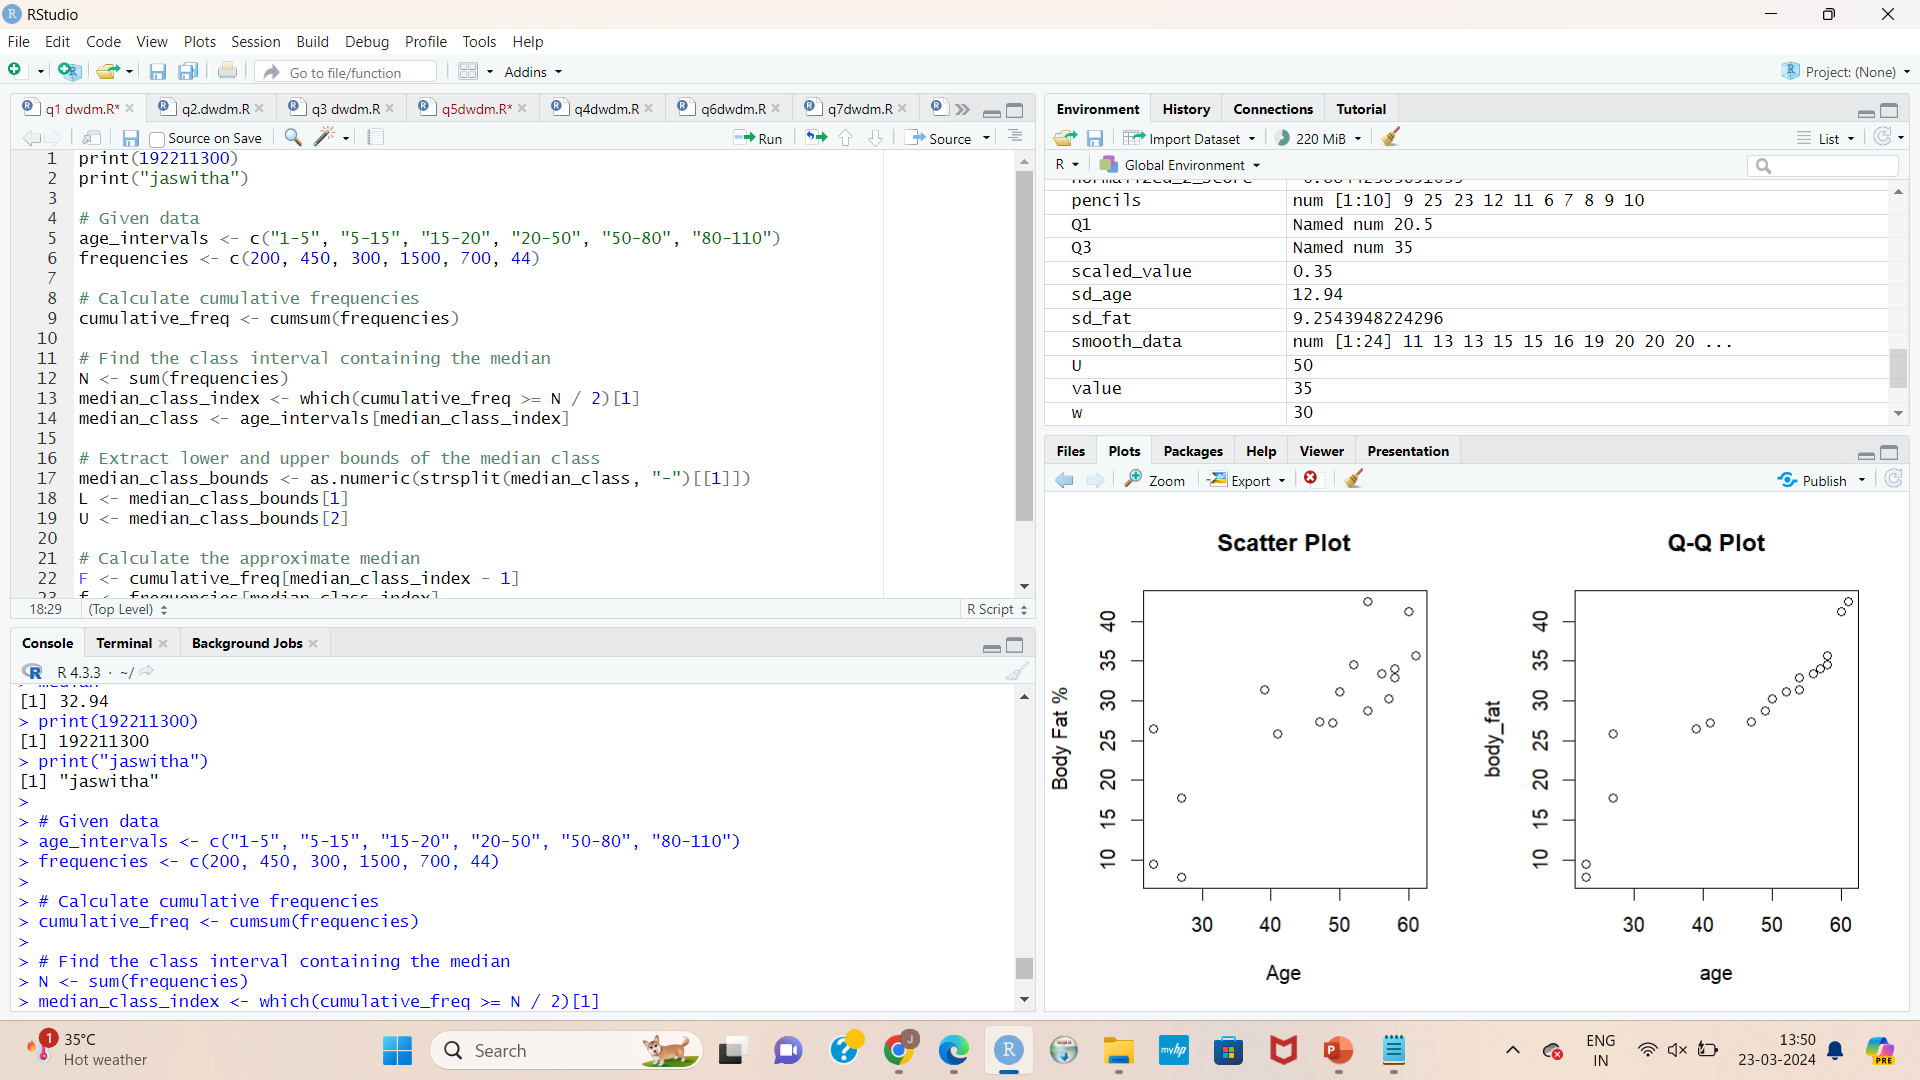 RStudio
File Edit Code View Plots Session Build Debug Profile Tools Help
Go to file/function Addins Project: (None)
q1 dwdm.R* q2.dwdm.R q3 dwdm.R q5dwdm.R* q4dwdm.R q6dwdm.R q7dwdm.R
Source on Save Run Source
1 print(192211300)
2 print("jaswitha")
3
4 # Given data
5 age_intervals <- c("1-5", "5-15", "15-20", "20-50", "50-80", "80-110")
6 frequencies <- c(200, 450, 300, 1500, 700, 44)
7
8 # Calculate cumulative frequencies
9 cumulative_freq <- cumsum(frequencies)
10
11 # Find the class interval containing the median
12 N <- sum(frequencies)
13 median_class_index <- which(cumulative_freq >= N / 2)[1]
14 median_class <- age_intervals[median_class_index]
15
16 # Extract lower and upper bounds of the median class
17 median_class_bounds <- as.numeric(strsplit(median_class, "-")[[1]])
18 L <- median_class_bounds[1]
19 U <- median_class_bounds[2]
20
21 # Calculate the approximate median
22 F <- cumulative_freq[median_class_index - 1]
23 f <- frequencies[median_class_index]
18:29 (Top Level) R Script
Console Terminal Background Jobs
R 4.3.3 · ~/
> median
[1] 32.94
> print(192211300)
[1] 192211300
> print("jaswitha")
[1] "jaswitha"
>
> # Given data
> age_intervals <- c("1-5", "5-15", "15-20", "20-50", "50-80", "80-110")
> frequencies <- c(200, 450, 300, 1500, 700, 44)
>
> # Calculate cumulative frequencies
> cumulative_freq <- cumsum(frequencies)
>
> # Find the class interval containing the median
> N <- sum(frequencies)
> median_class_index <- which(cumulative_freq >= N / 2)[1]
Environment History Connections Tutorial
Import Dataset 220 MiB List
R Global Environment
pencils num [1:10] 9 25 23 12 11 6 7 8 9 10
Q1 Named num 20.5
Q3 Named num 35
scaled_value 0.35
sd_age 12.94
sd_fat 9.2543948224296
smooth_data num [1:24] 11 13 13 15 15 16 19 20 20 20 ...
U 50
value 35
w 30
Files Plots Packages Help Viewer Presentation
Zoom Export Publish
Scatter Plot
Body Fat %
10 15 20 25 30 35 40
30 40 50 60
Age
Q-Q Plot
body_fat
10 15 20 25 30 35 40
30 40 50 60
age
1
35°C
Hot weather
Search
J
R
myhp
P
ENG
IN
13:50
23-03-2024
PRE